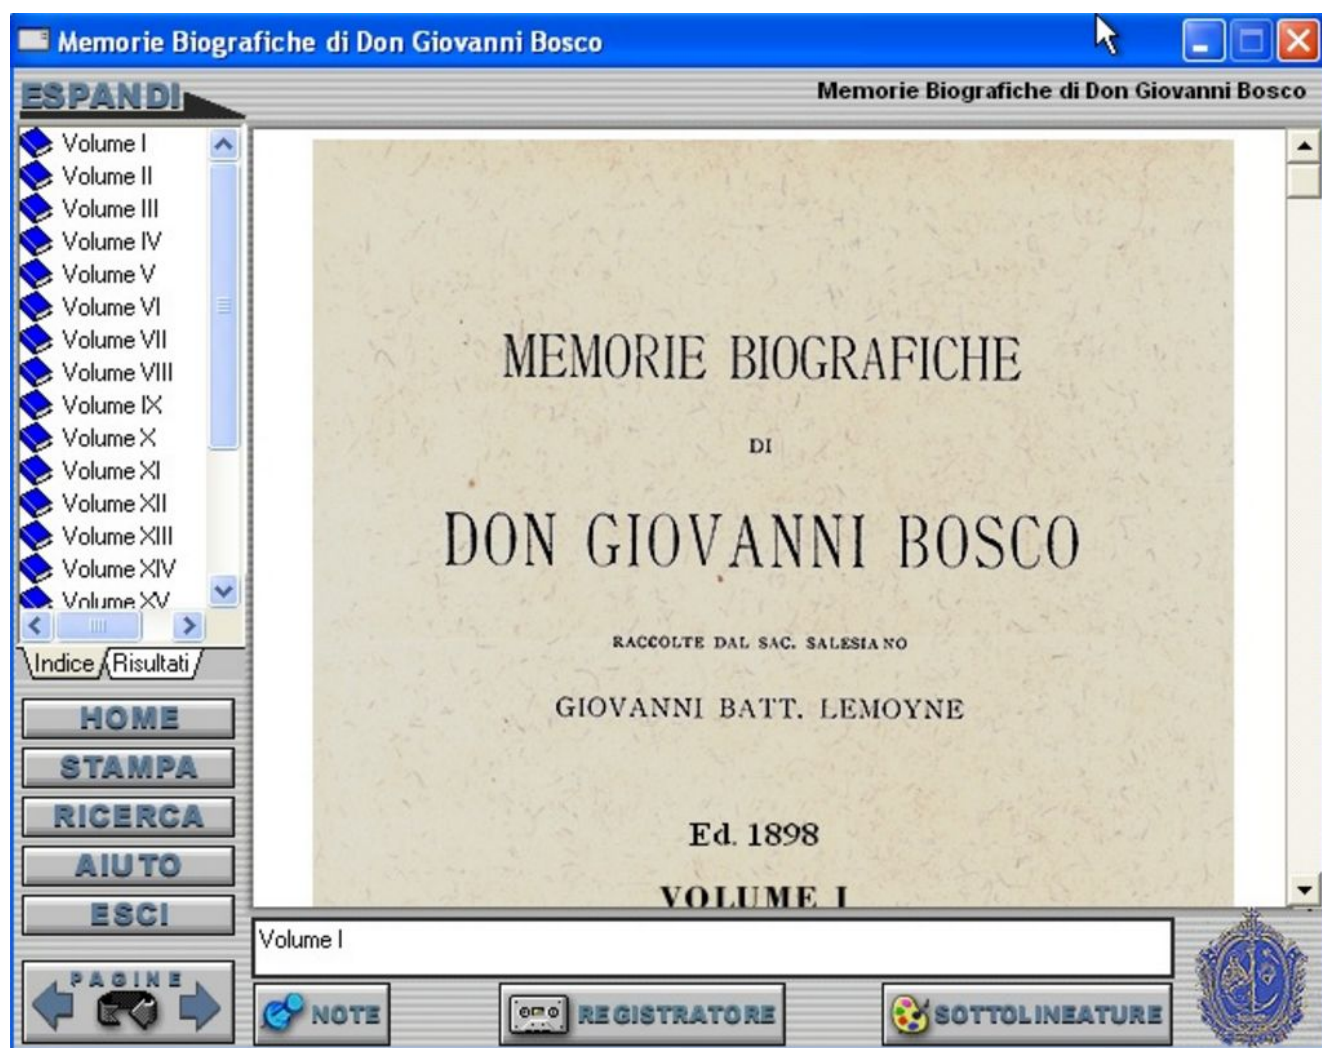 Memorie Biografiche di Don Giovanni Bosco
ESPANDI
Memorie Biografiche di Don Giovanni Bosco
Volume I
Volume II
Volume III
Volume IV
Volume V
Volume VI
Volume VII
Volume VIII
Volume IX
Volume X
Volume XI
Volume XII
Volume XIII
Volume XIV
Volume XV
Indice
Risultati
HOME
STAMPA
RICERCA
AIUTO
ESCI
PAGINE
MEMORIE BIOGRAFICHE
DI
DON GIOVANNI BOSCO
RACCOLTE DAL SAC. SALESIANO
GIOVANNI BATT. LEMOYNE
Ed. 1898
VOLUME I
Volume I
NOTE
REGISTRATORE
SOTTOLINEATURE